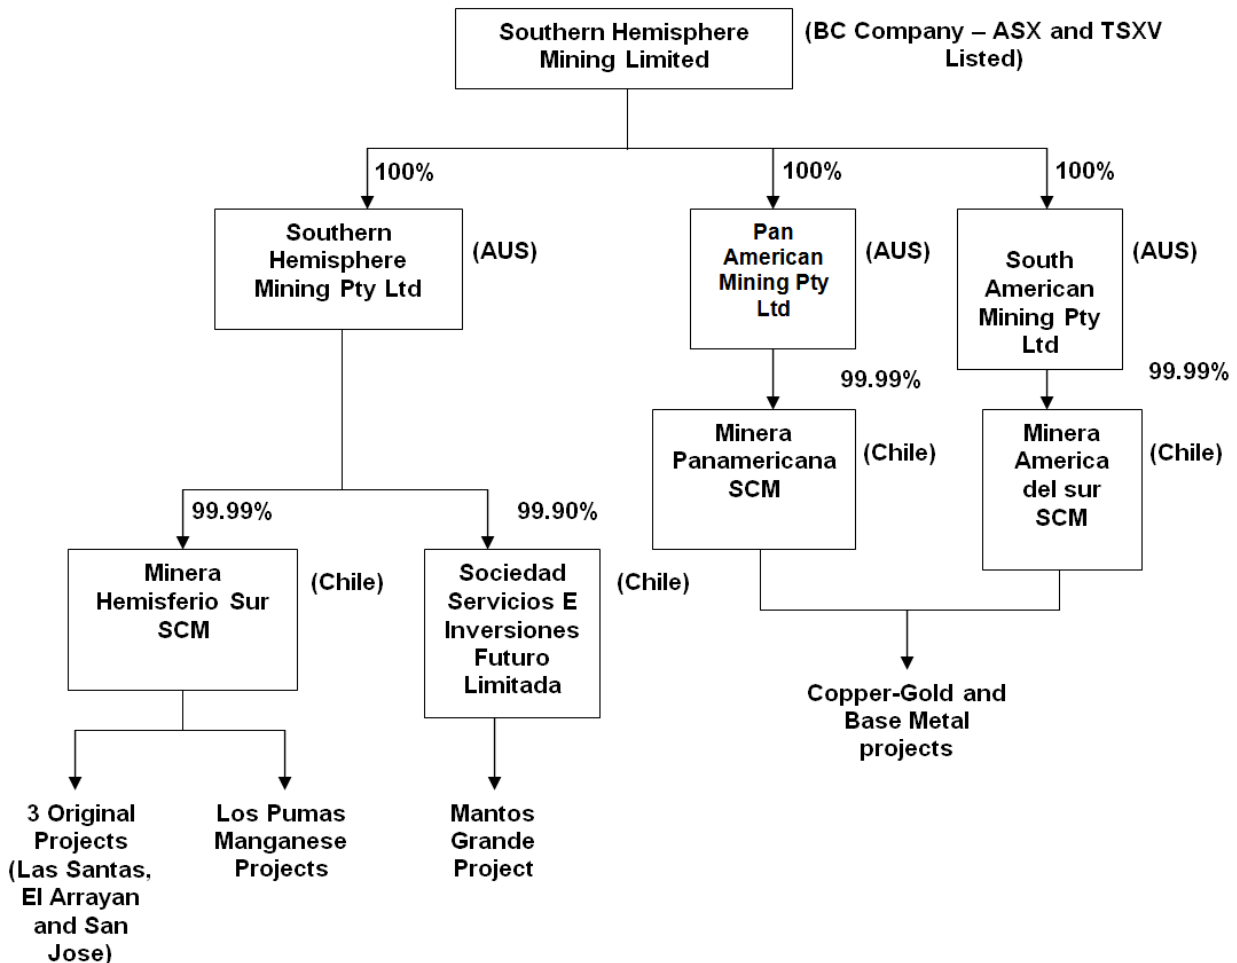 Southern Hemisphere
Mining Limited
(BC Company – ASX and TSXV
Listed)
100%
100%
100%
Southern
Hemisphere
Mining Pty Ltd
(AUS)
Pan
American
Mining Pty
Ltd
(AUS)
South
American
Mining Pty
Ltd
(AUS)
99.99%
99.99%
Minera
Panamericana
SCM
(Chile)
Minera
America
del sur
SCM
(Chile)
99.99%
99.90%
Minera
Hemisferio Sur
SCM
(Chile)
Sociedad
Servicios E
Inversiones
Futuro
Limitada
(Chile)
Copper-Gold and
Base Metal
projects
3 Original
Projects
(Las Santas,
El Arrayan
and San
Jose)
Los Pumas
Manganese
Projects
Mantos
Grande
Project